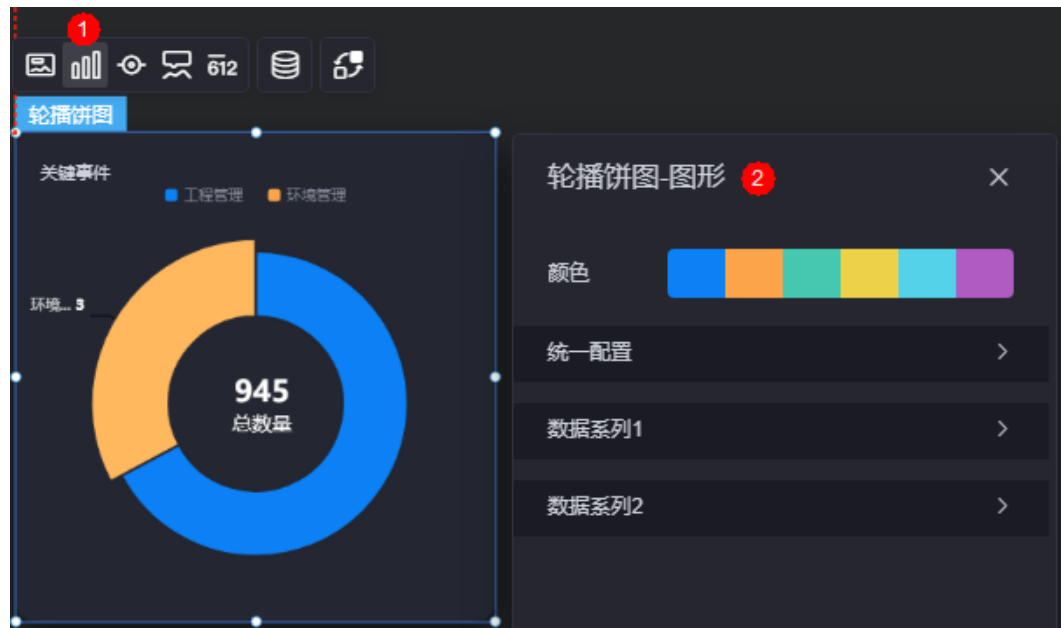 1
612
轮播饼图
关键事件
工程管理 环境管理
环境... 3
945
总数量
轮播饼图-图形 2
颜色
统一配置
数据系列1
数据系列2